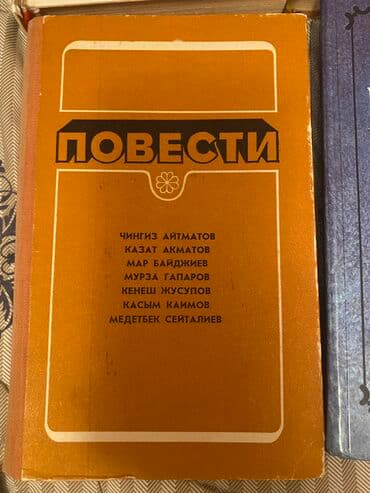 ПОВЕСТИ
ЧИНГИЗ АЙТМАТОВ
КАЗАТ АКМАТОВ
МАР БАЙДЖИЕВ
МУРЗА ГАПАРОВ
КЕНЕШ ЖУСУПОВ
КАСЫМ КАИМОВ
МЕДЕТБЕК СЕЙТАЛИЕВ